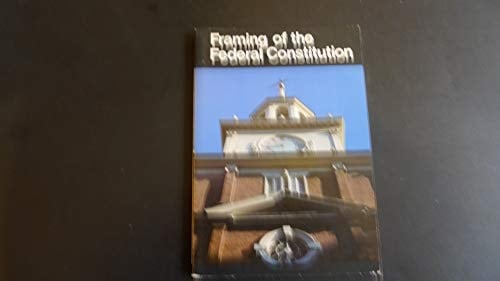 Framing of the
Federal Constitution